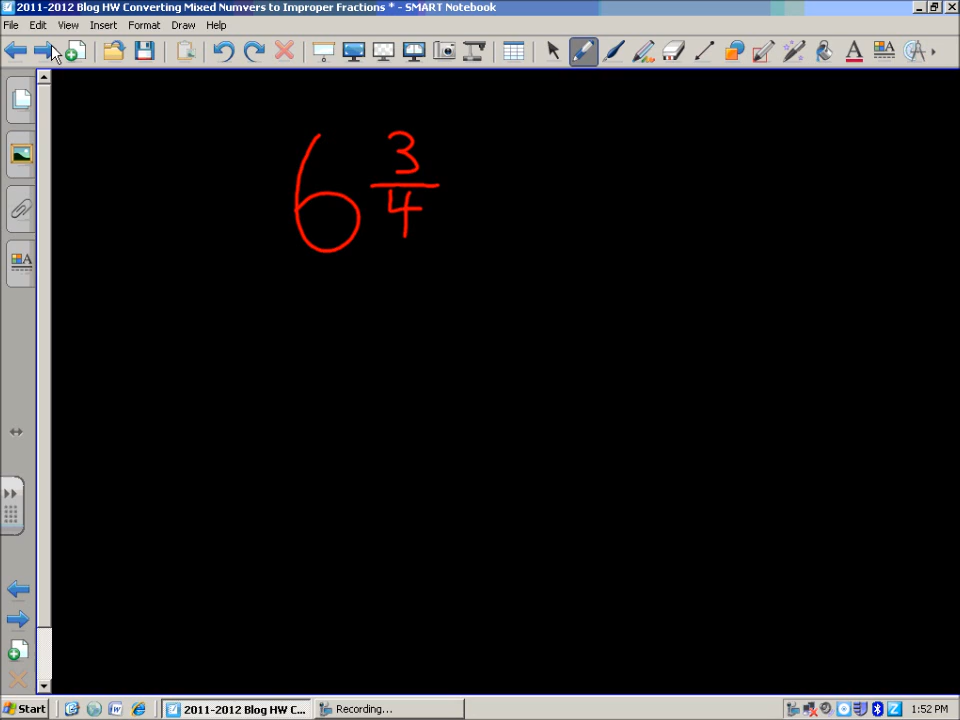 2011-2012 Blog HW Converting Mixed Numvers to Improper Fractions * - SMART Notebook
File Edit View Insert Format Draw Help
6 3/4
Start 2011-2012 Blog HW C... Recording... 1:52 PM